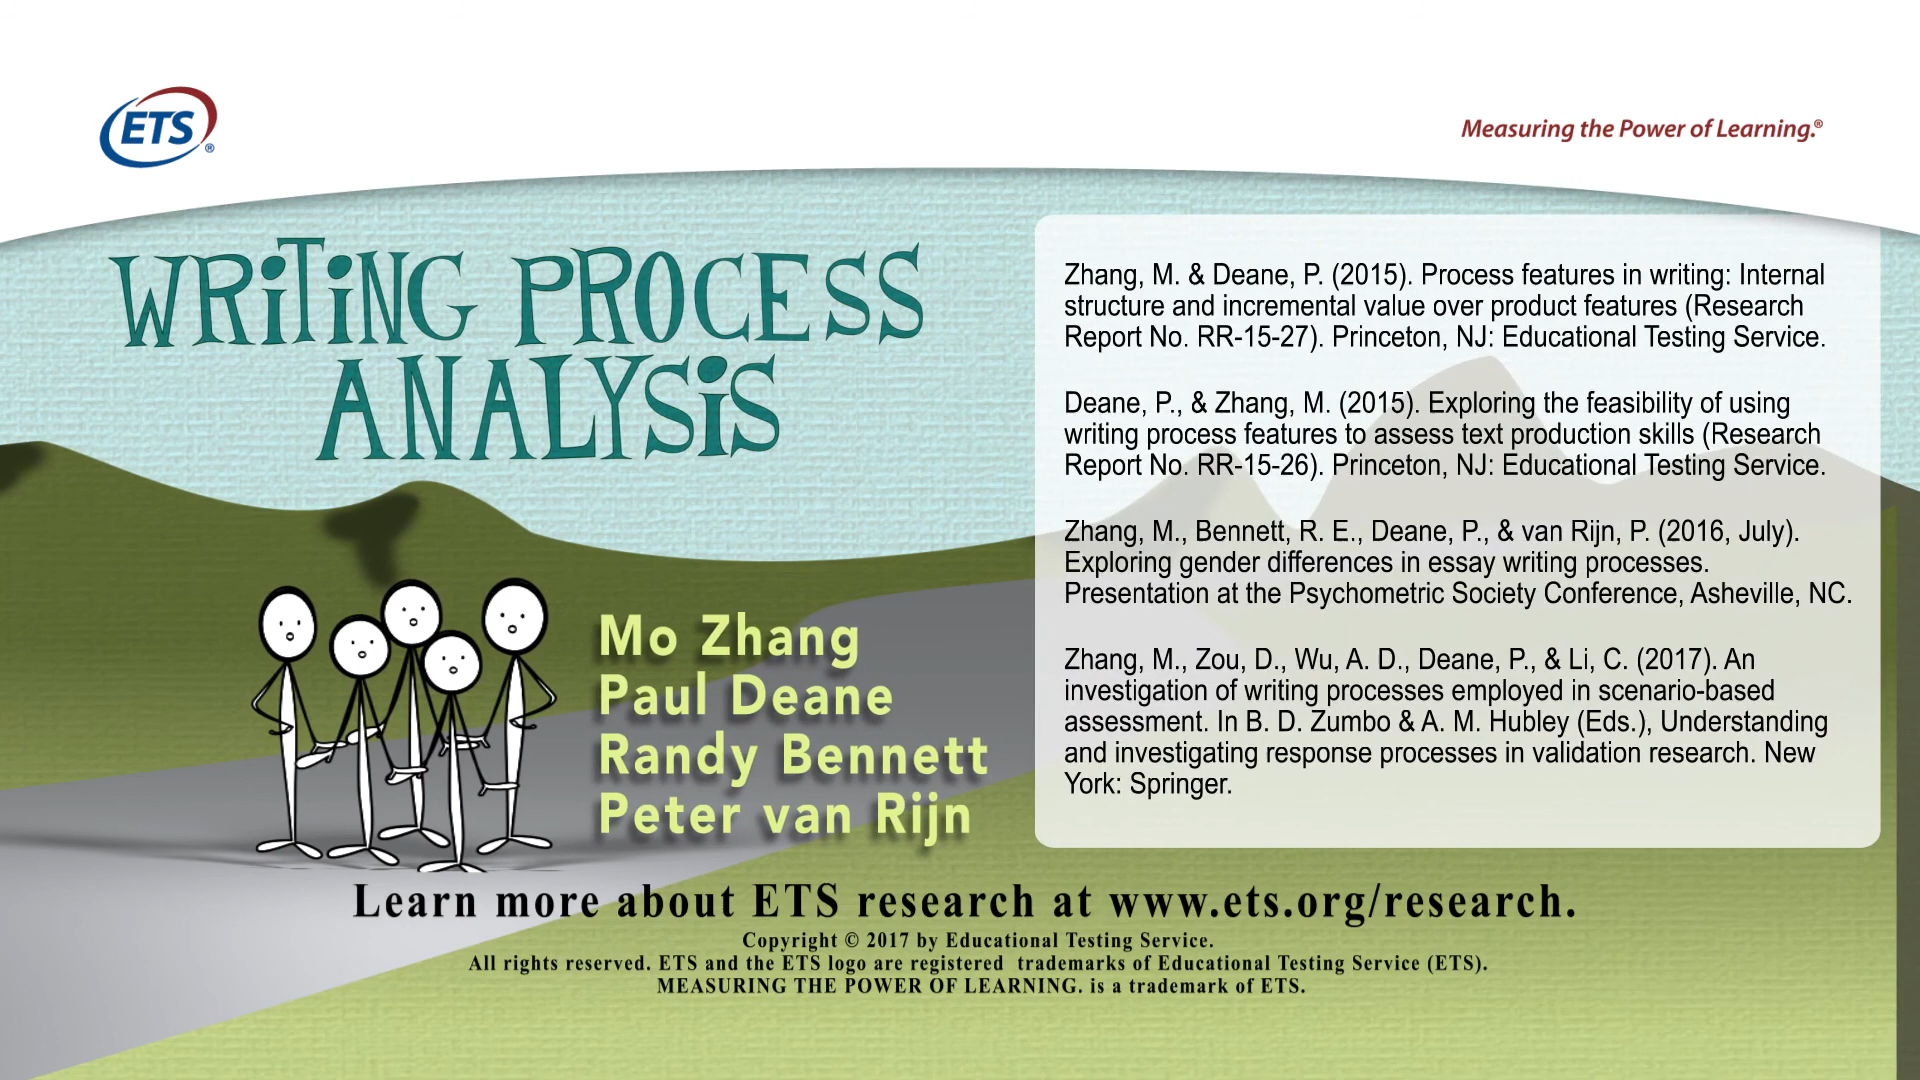 ETS®
Measuring the Power of Learning.®
WRiTiNG PROCESS
ANALYSiS
Mo Zhang
Paul Deane
Randy Bennett
Peter van Rijn
Zhang, M. & Deane, P. (2015). Process features in writing: Internal
structure and incremental value over product features (Research
Report No. RR-15-27). Princeton, NJ: Educational Testing Service.
Deane, P., & Zhang, M. (2015). Exploring the feasibility of using
writing process features to assess text production skills (Research
Report No. RR-15-26). Princeton, NJ: Educational Testing Service.
Zhang, M., Bennett, R. E., Deane, P., & van Rijn, P. (2016, July).
Exploring gender differences in essay writing processes.
Presentation at the Psychometric Society Conference, Asheville, NC.
Zhang, M., Zou, D., Wu, A. D., Deane, P., & Li, C. (2017). An
investigation of writing processes employed in scenario-based
assessment. In B. D. Zumbo & A. M. Hubley (Eds.), Understanding
and investigating response processes in validation research. New
York: Springer.
Learn more about ETS research at www.ets.org/research.
Copyright © 2017 by Educational Testing Service.
All rights reserved. ETS and the ETS logo are registered trademarks of Educational Testing Service (ETS).
MEASURING THE POWER OF LEARNING. is a trademark of ETS.